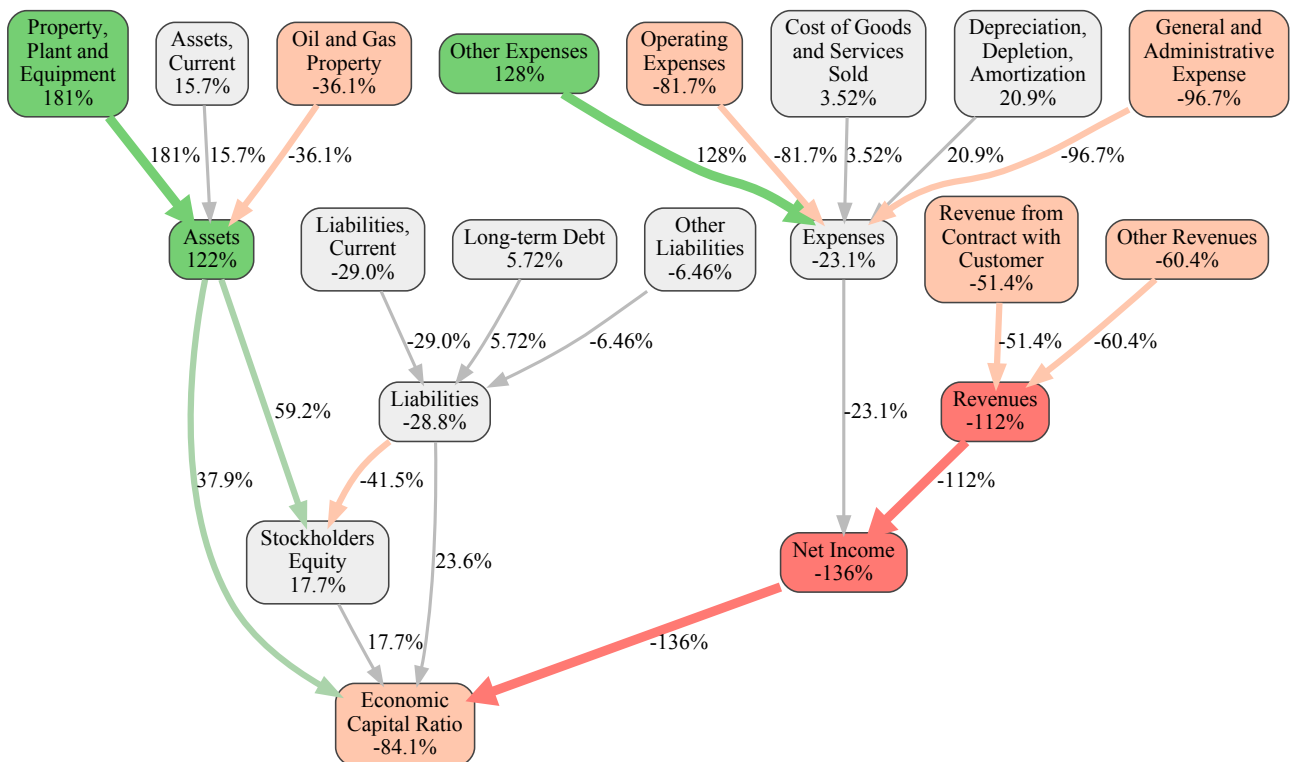 Property,
Plant and
Equipment
181%
Assets,
Current
15.7%
Oil and Gas
Property
-36.1%
Other Expenses
128%
Operating
Expenses
-81.7%
Cost of Goods
and Services
Sold
3.52%
Depreciation,
Depletion,
Amortization
20.9%
General and
Administrative
Expense
-96.7%
181%
15.7%
-36.1%
128%
-81.7%
3.52%
20.9%
-96.7%
Assets
122%
Liabilities,
Current
-29.0%
Long-term Debt
5.72%
Other
Liabilities
-6.46%
Expenses
-23.1%
Revenue from
Contract with
Customer
-51.4%
Other Revenues
-60.4%
-29.0%
5.72%
-6.46%
-51.4%
-60.4%
59.2%
Liabilities
-28.8%
-23.1%
Revenues
-112%
37.9%
-41.5%
-112%
Stockholders
Equity
17.7%
23.6%
Net Income
-136%
17.7%
-136%
Economic
Capital Ratio
-84.1%